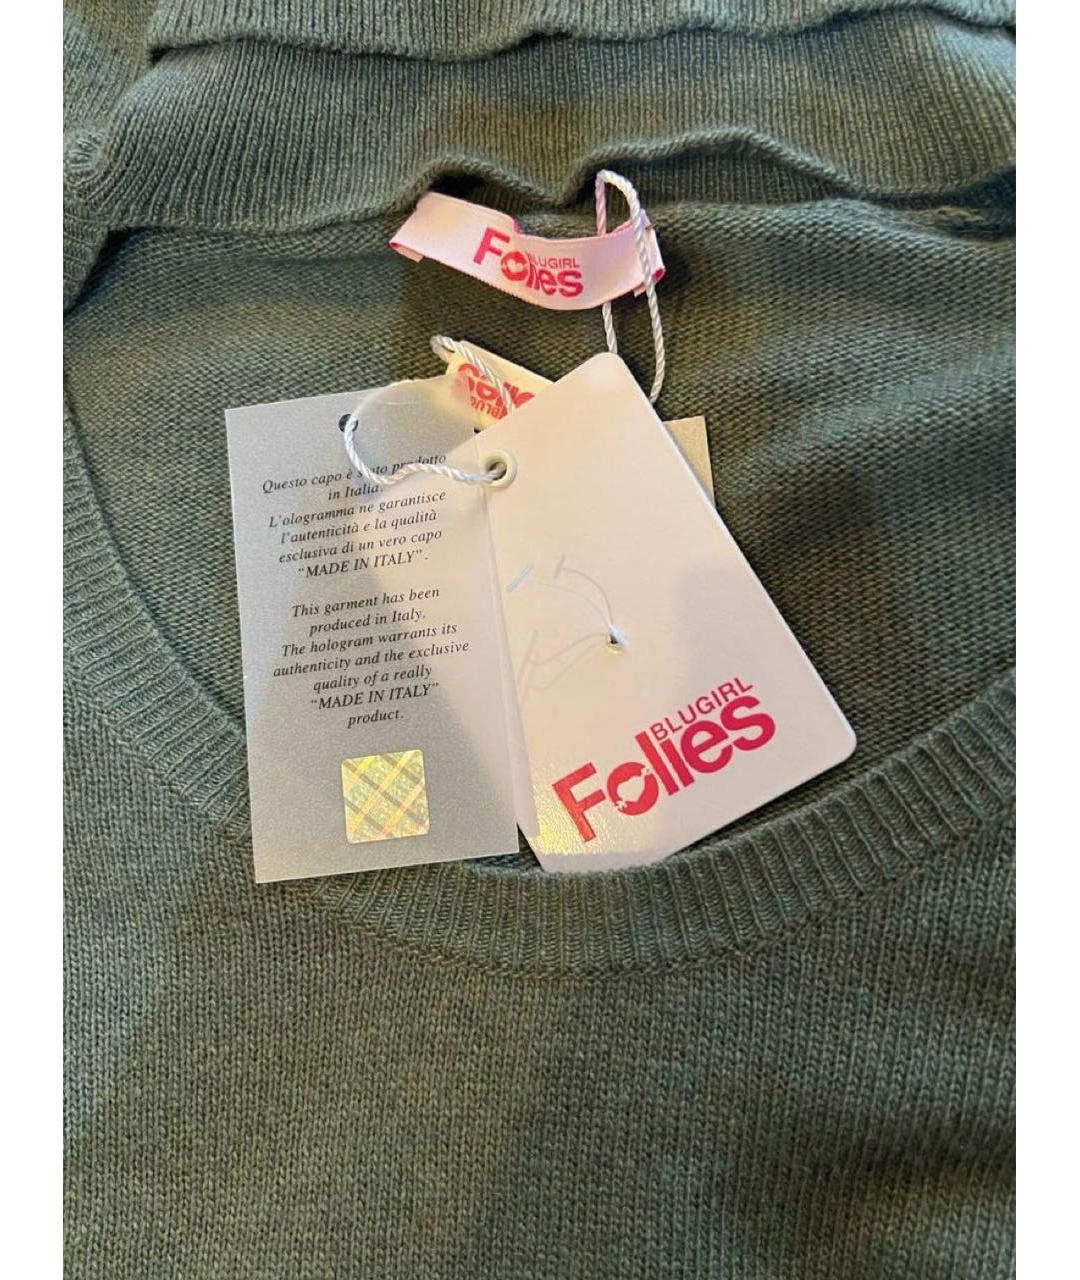 BLUGIRL
Folies
Questo capo è stato prodotto
in Italia.
L'ologramma ne garantisce
l'autenticità e la qualità
esclusiva di un vero capo
"MADE IN ITALY".
This garment has been
produced in Italy.
The hologram warrants its
authenticity and the exclusive
quality of a really
"MADE IN ITALY"
product.
BLUGIRL
Folies